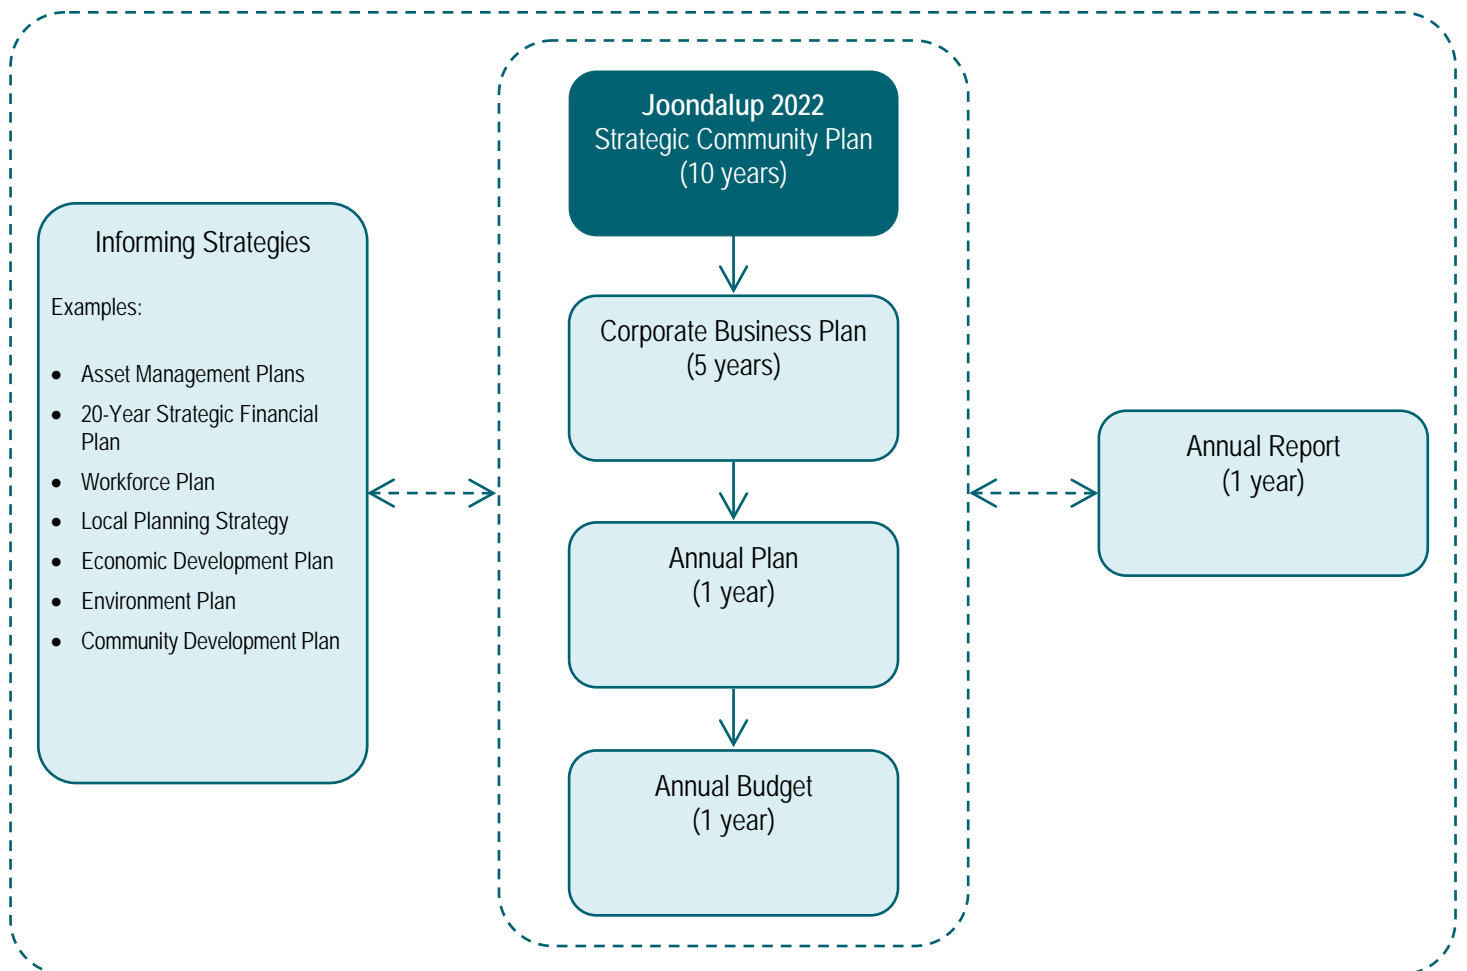 Joondalup 2022
Strategic Community Plan
(10 years)
Informing Strategies
Examples:
• Asset Management Plans
• 20-Year Strategic Financial
Plan
• Workforce Plan
• Local Planning Strategy
• Economic Development Plan
• Environment Plan
• Community Development Plan
Corporate Business Plan
(5 years)
Annual Plan
(1 year)
Annual Budget
(1 year)
Annual Report
(1 year)